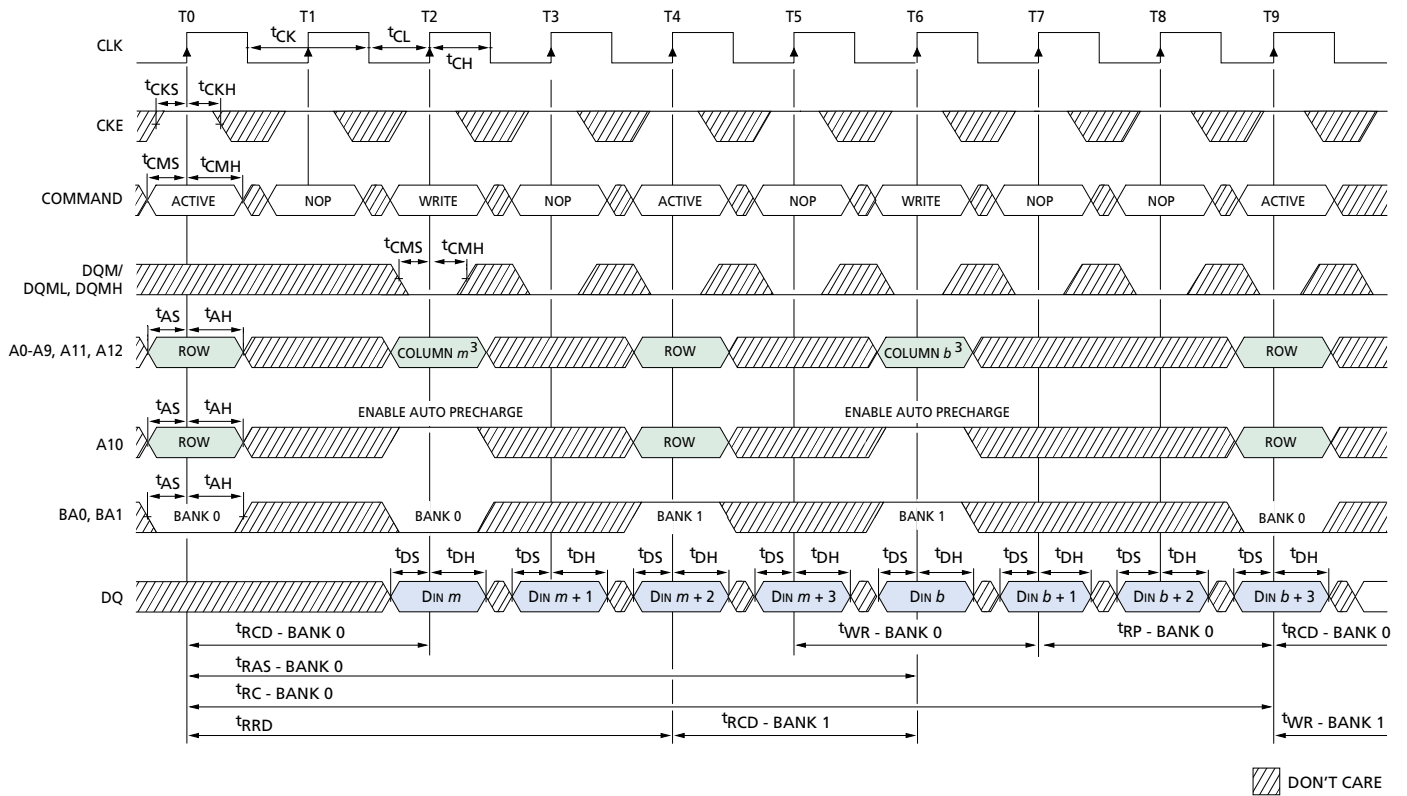 T0 T1 T2 T3 T4 T5 T6 T7 T8 T9
CLK tCK tCL tCH
tCKS tCKH
CKE
tCMS tCMH
COMMAND ACTIVE NOP WRITE NOP ACTIVE NOP WRITE NOP NOP ACTIVE
tCMS tCMH
DQM/
DQML, DQMH
tAS tAH
A0-A9, A11, A12 ROW COLUMN m3 ROW COLUMN b3 ROW
tAS tAH ENABLE AUTO PRECHARGE ENABLE AUTO PRECHARGE
A10 ROW ROW ROW
tAS tAH
BA0, BA1 BANK 0 BANK 0 BANK 1 BANK 1 BANK 0
tDS tDH tDS tDH tDS tDH tDS tDH tDS tDH tDS tDH tDS tDH tDS tDH
DQ DIN m DIN m + 1 DIN m + 2 DIN m + 3 DIN b DIN b + 1 DIN b + 2 DIN b + 3
tRCD - BANK 0 tWR - BANK 0 tRP - BANK 0 tRCD - BANK 0
tRAS - BANK 0
tRC - BANK 0
tRRD tRCD - BANK 1 tWR - BANK 1
DON'T CARE